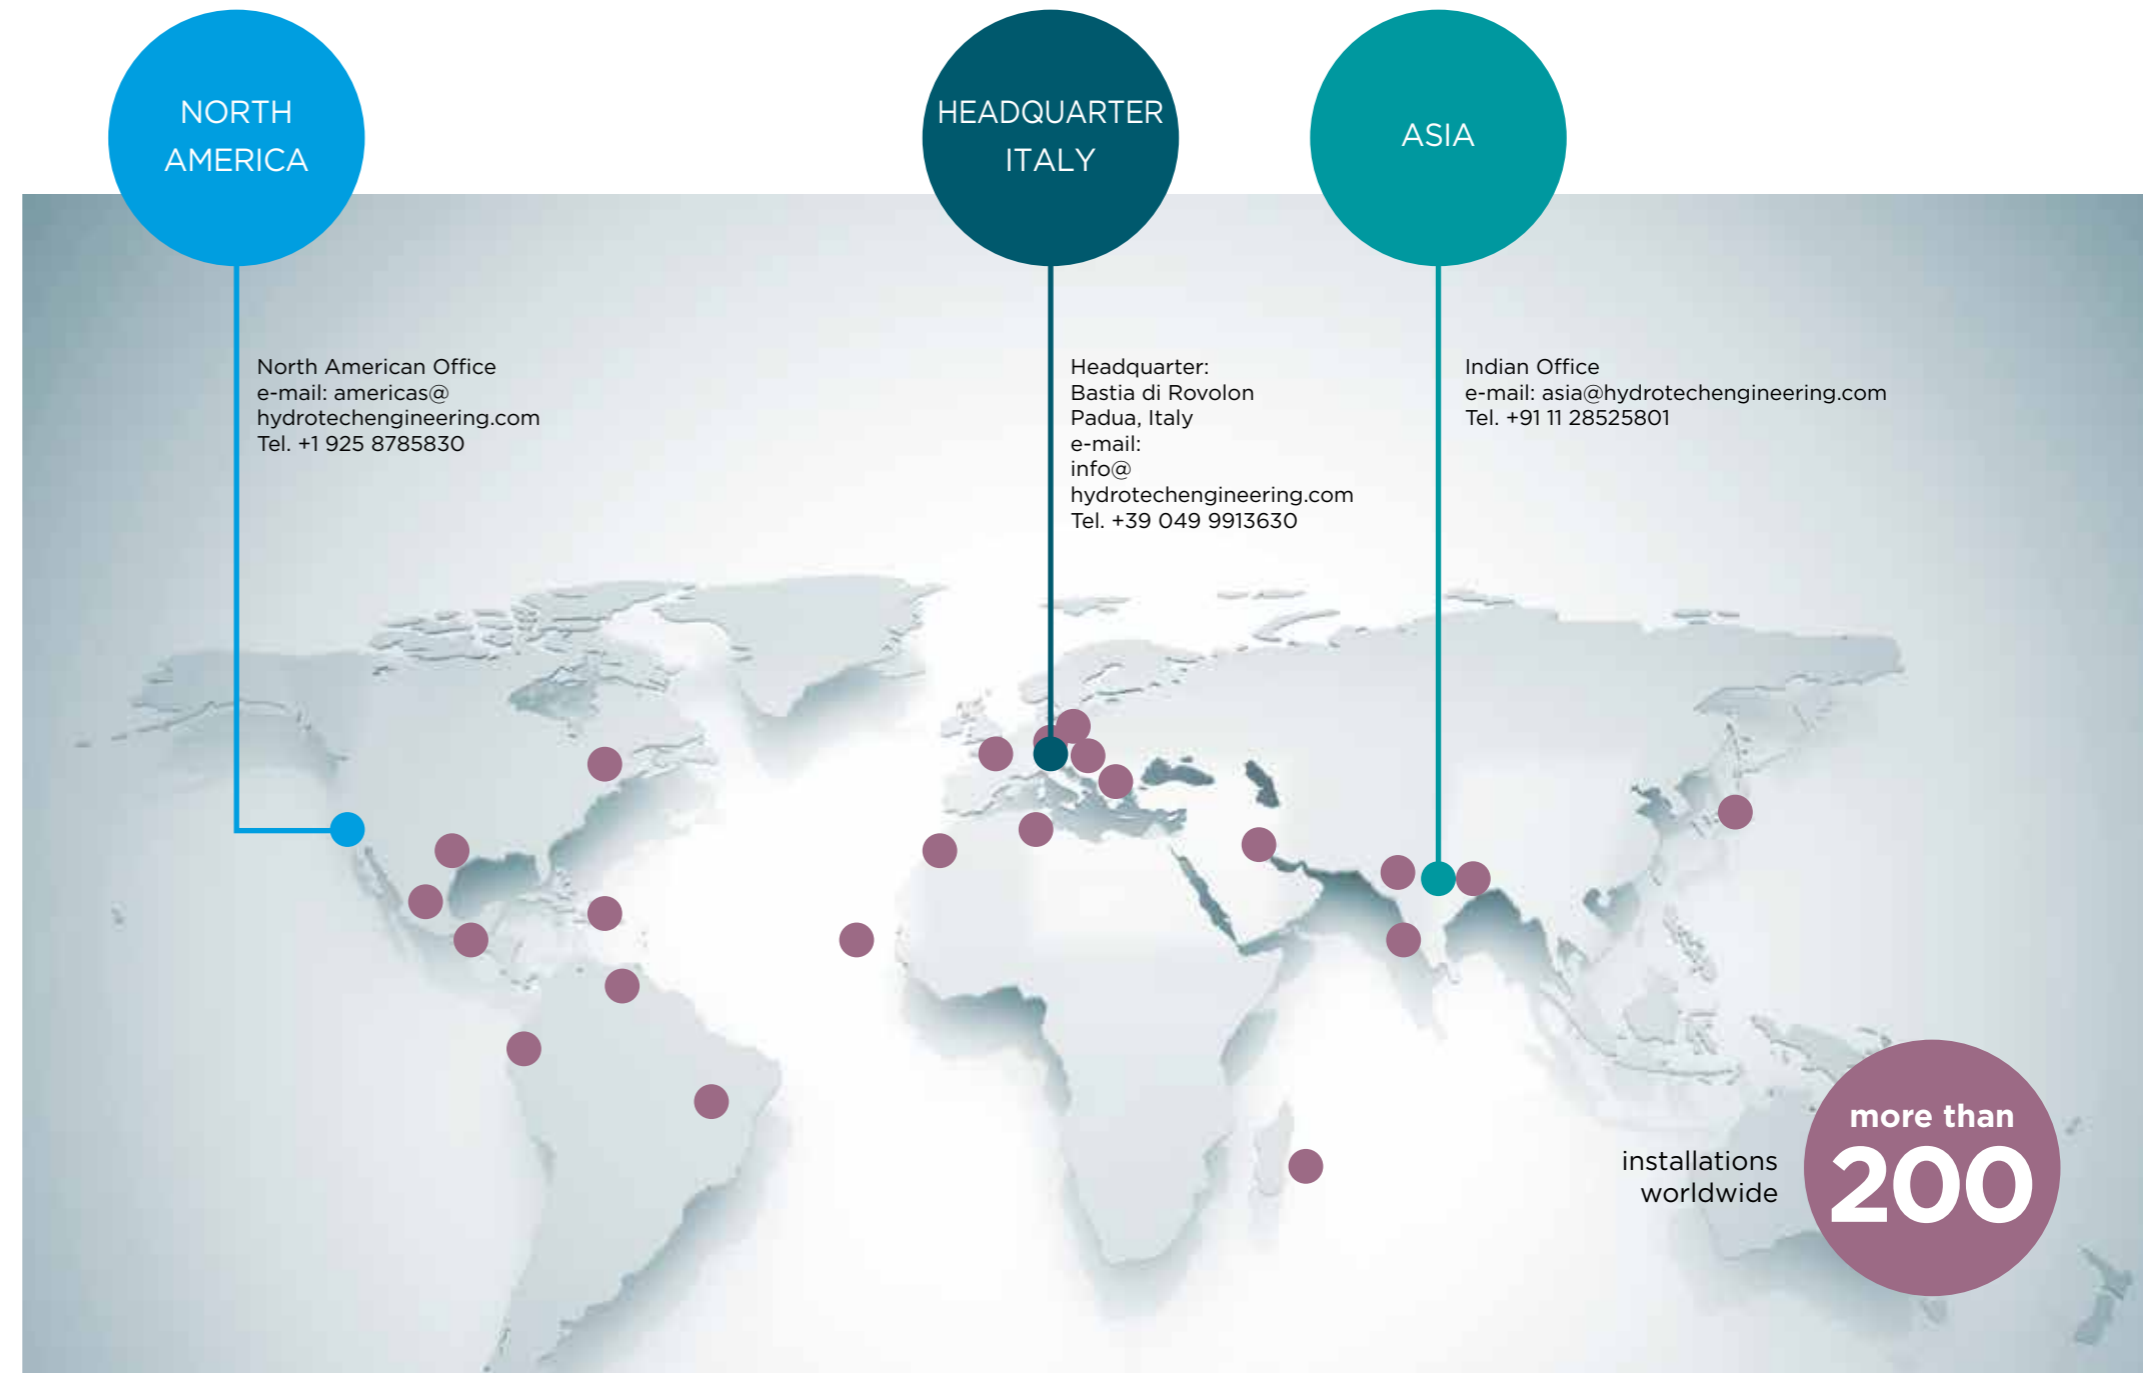 NORTH
AMERICA
HEADQUARTER
ITALY
ASIA
North American Office
e-mail: americas@
hydrotechengineering.com
Tel. +1 925 8785830
Headquarter:
Bastia di Rovolon
Padua, Italy
e-mail:
info@
hydrotechengineering.com
Tel. +39 049 9913630
Indian Office
e-mail: asia@hydrotechengineering.com
Tel. +91 11 28525801
installations
worldwide
more than
200